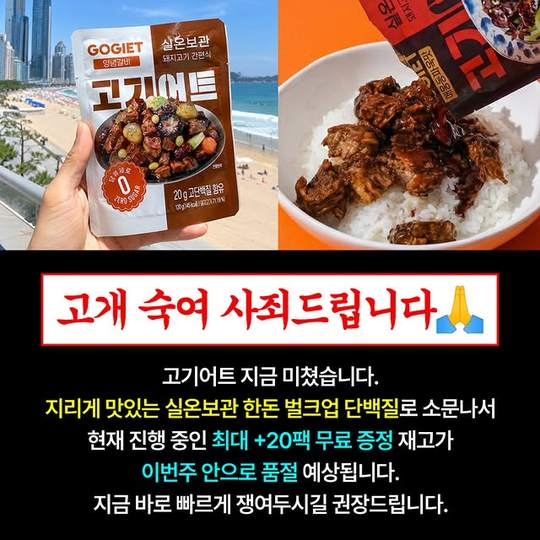 GOGIET
양념갈비
실온보관
돼지고기 간편식
고기어트
ZERO SUGAR
20g 고단백질 함유
고기어
고개 숙여 사죄드립니다🙏
고기어트 지금 미쳤습니다.
지리게 맛있는 실온보관 한돈 벌크업 단백질로 소문나서
현재 진행 중인 최대 +20팩 무료 증정 재고가
이번주 안으로 품절 예상됩니다.
지금 바로 빠르게 쟁여두시길 권장드립니다.